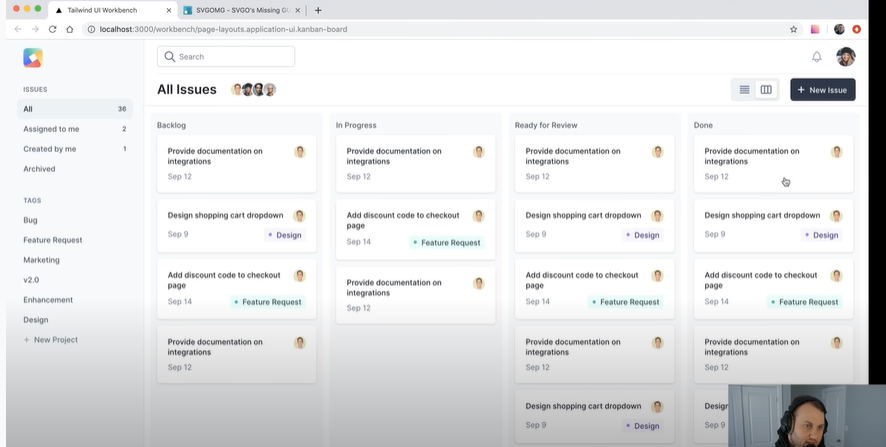 Tailwind UI Workbench
SVGOMG - SVGO's Missing
localhost:3000/workbench/page-layouts.application-ui.kanban-board
Search
ISSUES
All 36
Assigned to me 2
Created by me 1
Archived
TAGS
Bug
Feature Request
Marketing
v2.0
Enhancement
Design
+ New Project
All Issues
+ New Issue
Backlog
Provide documentation on
integrations
Sep 12
Design shopping cart dropdown
Sep 9 Design
Add discount code to checkout
page
Sep 14 Feature Request
Provide documentation on
integrations
Sep 12
In Progress
Provide documentation on
integrations
Sep 12
Add discount code to checkout
page
Sep 14 Feature Request
Provide documentation on
integrations
Sep 12
Ready for Review
Provide documentation on
integrations
Sep 12
Design shopping cart dropdown
Sep 9 Design
Add discount code to checkout
page
Sep 14 Feature Request
Provide documentation on
integrations
Sep 12
Design shopping cart dropdown
Sep 9 Design
Done
Provide documentation on
integrations
Sep 12
Design shopping cart dropdown
Sep 9 Design
Add discount code to checkout
page
Sep 14 Feature Request
Provide documentation on
integrations
Sep 12
Sep 9